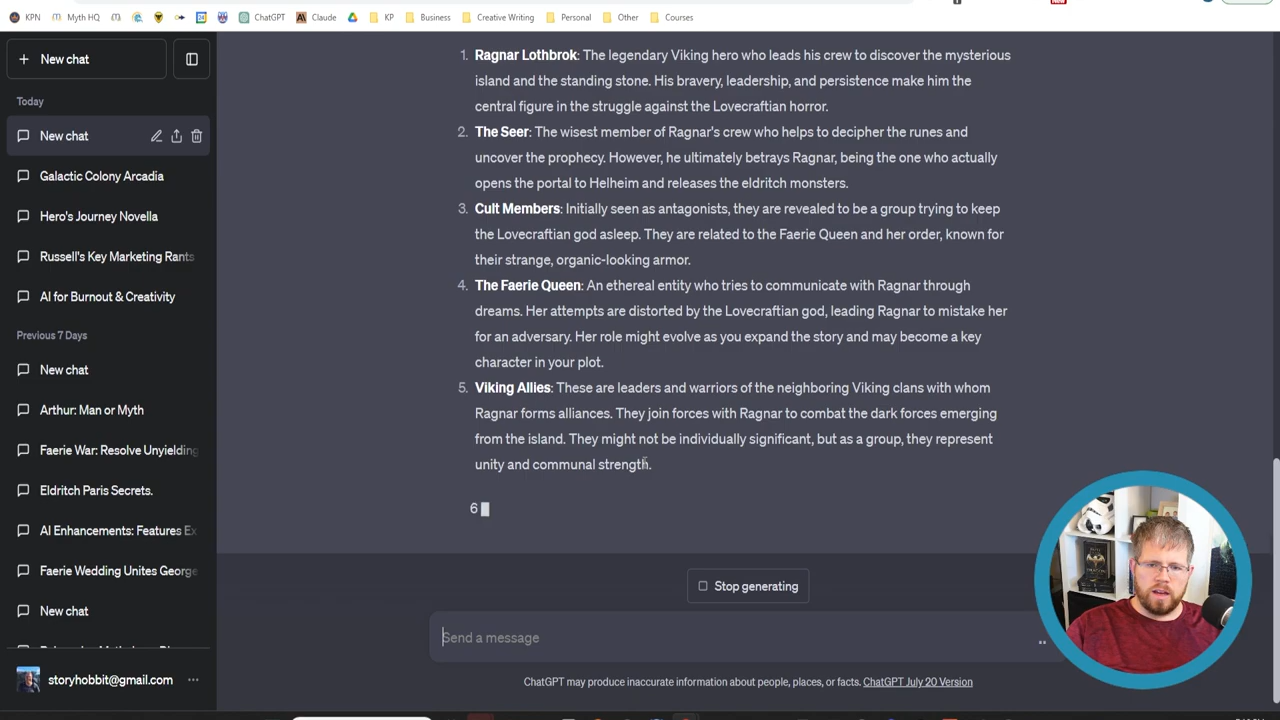 KPN
Myth HQ
24
ChatGPT
Claude
KP
Business
Creative Writing
Personal
Other
Courses
New chat
Today
New chat
Galactic Colony Arcadia
Hero's Journey Novella
Russell's Key Marketing Rants
AI for Burnout & Creativity
Previous 7 Days
New chat
Arthur: Man or Myth
Faerie War: Resolve Unyielding
Eldritch Paris Secrets.
AI Enhancements: Features Ex
Faerie Wedding Unites George
New chat
storyhobbit@gmail.com
1. Ragnar Lothbrok: The legendary Viking hero who leads his crew to discover the mysterious
island and the standing stone. His bravery, leadership, and persistence make him the
central figure in the struggle against the Lovecraftian horror.
2. The Seer: The wisest member of Ragnar's crew who helps to decipher the runes and
uncover the prophecy. However, he ultimately betrays Ragnar, being the one who actually
opens the portal to Helheim and releases the eldritch monsters.
3. Cult Members: Initially seen as antagonists, they are revealed to be a group trying to keep
the Lovecraftian god asleep. They are related to the Faerie Queen and her order, known for
their strange, organic-looking armor.
4. The Faerie Queen: An ethereal entity who tries to communicate with Ragnar through
dreams. Her attempts are distorted by the Lovecraftian god, leading Ragnar to mistake her
for an adversary. Her role might evolve as you expand the story and may become a key
character in your plot.
5. Viking Allies: These are leaders and warriors of the neighboring Viking clans with whom
Ragnar forms alliances. They join forces with Ragnar to combat the dark forces emerging
from the island. They might not be individually significant, but as a group, they represent
unity and communal strength.
6
Stop generating
Send a message
ChatGPT may produce inaccurate information about people, places, or facts. ChatGPT July 20 Version